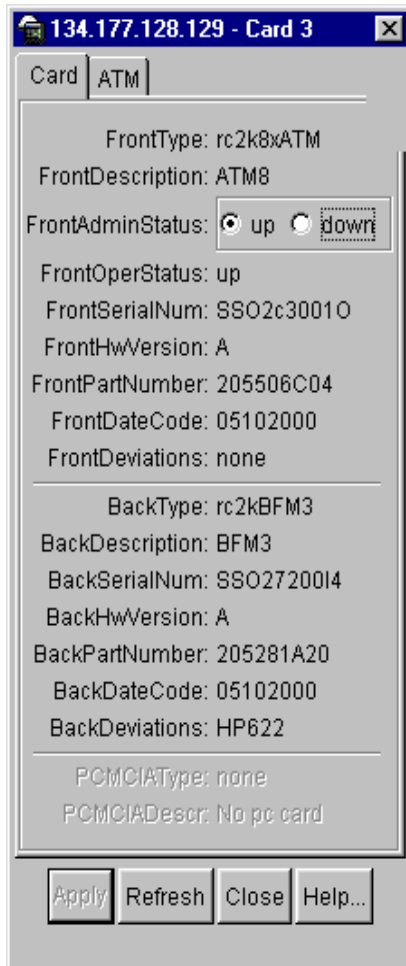 134.177.128.129 - Card 3
Card ATM
FrontType: rc2k8xATM
FrontDescription: ATM8
FrontAdminStatus: up down
FrontOperStatus: up
FrontSerialNum: SSO2c3001O
FrontHwVersion: A
FrontPartNumber: 205506C04
FrontDateCode: 05102000
FrontDeviations: none
BackType: rc2kBFM3
BackDescription: BFM3
BackSerialNum: SSO27200I4
BackHwVersion: A
BackPartNumber: 205281A20
BackDateCode: 05102000
BackDeviations: HP622
PCMCIAType: none
PCMCIADescr: No pc card
Apply Refresh Close Help...